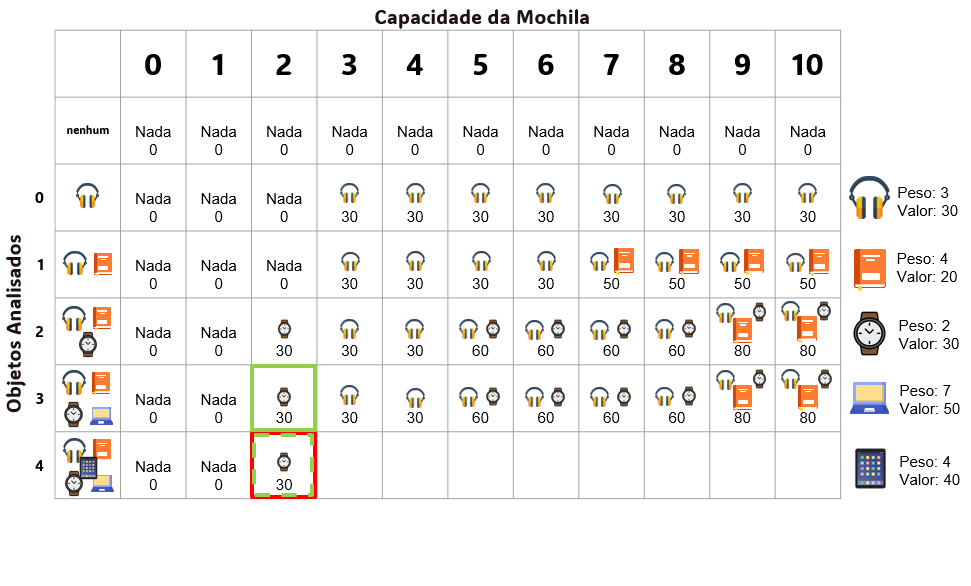 Capacidade da Mochila
0 1 2 3 4 5 6 7 8 9 10
nenhum Nada Nada Nada Nada Nada Nada Nada Nada Nada Nada Nada
0 0 0 0 0 0 0 0 0 0 0
Objetos Analisados
0 Nada Nada Nada
0 0 0 30 30 30 30 30 30 30 30
Peso: 3
Valor: 30
1 Nada Nada Nada
0 0 0 30 30 30 30 50 50 50 50
Peso: 4
Valor: 20
2 Nada Nada
0 0 30 30 30 60 60 60 60 80 80
Peso: 2
Valor: 30
3 Nada Nada
0 0 30 30 30 60 60 60 60 80 80
Peso: 7
Valor: 50
4 Nada Nada
0 0 30
Peso: 4
Valor: 40